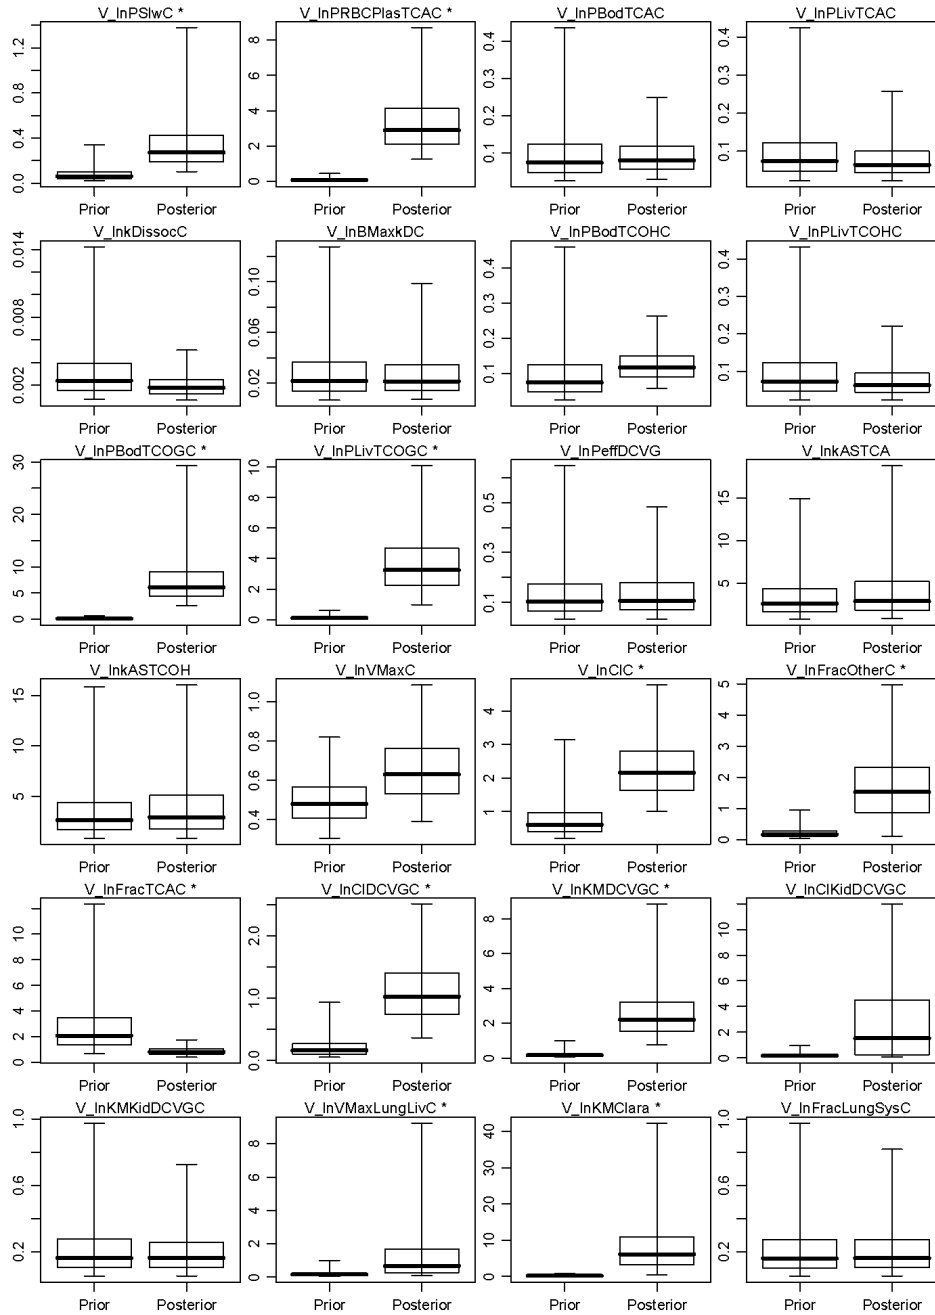 V_lnPSlwC *
V_lnPRBCPlasTCAC *
V_lnPBodTCAC
V_lnPLivTCAC
0.0 0.4 0.8 1.2
0 2 4 6 8
0.1 0.2 0.3 0.4
0.1 0.2 0.3 0.4
Prior Posterior
Prior Posterior
Prior Posterior
Prior Posterior
V_lnkDissocC
V_lnBMaxkDC
V_lnPBodTCOHC
V_lnPLivTCOHC
0.002 0.008 0.014
0.02 0.06 0.10
0.1 0.2 0.3 0.4
0.1 0.2 0.3 0.4
Prior Posterior
Prior Posterior
Prior Posterior
Prior Posterior
V_lnPBodTCOGC *
V_lnPLivTCOGC *
V_lnPeffDCVG
V_lnkASTCA
0 5 10 15 20 25 30
0 2 4 6 8 10
0.1 0.3 0.5
5 10 15
Prior Posterior
Prior Posterior
Prior Posterior
Prior Posterior
V_lnkASTCOH
V_lnVMaxC
V_lnClC *
V_lnFracOtherC *
5 10 15
0.4 0.6 0.8 1.0
1 2 3 4
0 1 2 3 4 5
Prior Posterior
Prior Posterior
Prior Posterior
Prior Posterior
V_lnFracTCAC *
V_lnClDCVGC *
V_lnKMDCVGC *
V_lnClKidDCVGC
0 2 4 6 8 10
0.0 1.0 2.0
0 2 4 6 8
0 2 4 6 8 10
Prior Posterior
Prior Posterior
Prior Posterior
Prior Posterior
V_lnKMKidDCVGC
V_lnVMaxLungLivC *
V_lnKMClara *
V_lnFracLungSysC
0.2 0.6 1.0
0 2 4 6 8
0 10 20 30 40
0.2 0.6 1.0
Prior Posterior
Prior Posterior
Prior Posterior
Prior Posterior